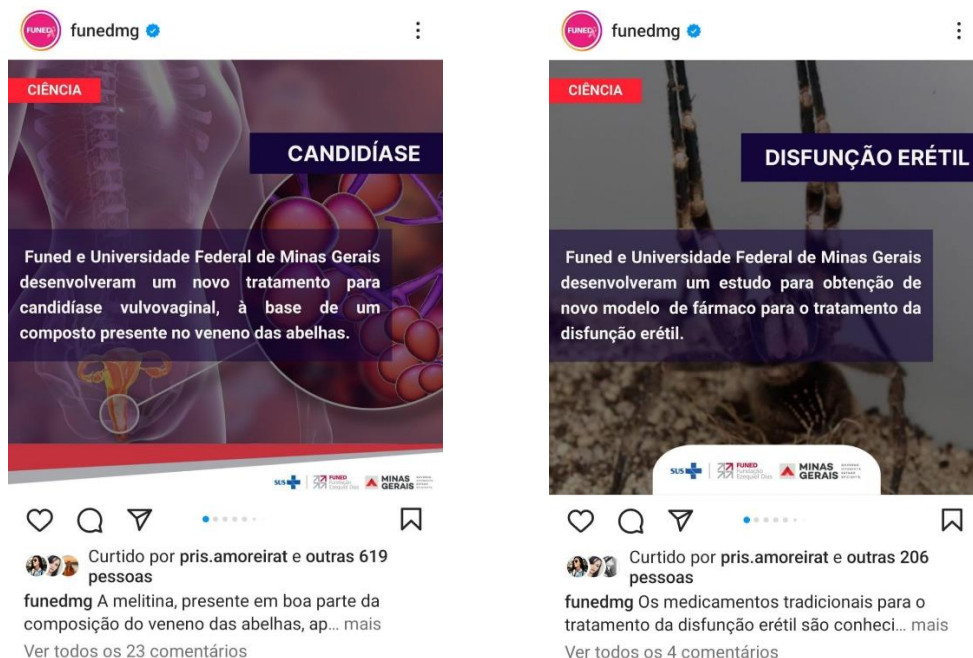 funedmg
CIÊNCIA
CANDIDÍASE
Funed e Universidade Federal de Minas Gerais
desenvolveram um novo tratamento para
candidíase vulvovaginal, à base de um
composto presente no veneno das abelhas.
SUS
FUNED
MINAS
GERAIS
Curtido por pris.amoreirat e outras 619
pessoas
funedmg A melitina, presente em boa parte da
composição do veneno das abelhas, ap... mais
Ver todos os 23 comentários
funedmg
CIÊNCIA
DISFUNÇÃO ERÉTIL
Funed e Universidade Federal de Minas Gerais
desenvolveram um estudo para obtenção de
novo modelo de fármaco para o tratamento da
disfunção erétil.
SUS
FUNED
Fundação
Ezequiel Dias
MINAS
GERAIS
Curtido por pris.amoreirat e outras 206
pessoas
funedmg Os medicamentos tradicionais para o
tratamento da disfunção erétil são conheci... mais
Ver todos os 4 comentários